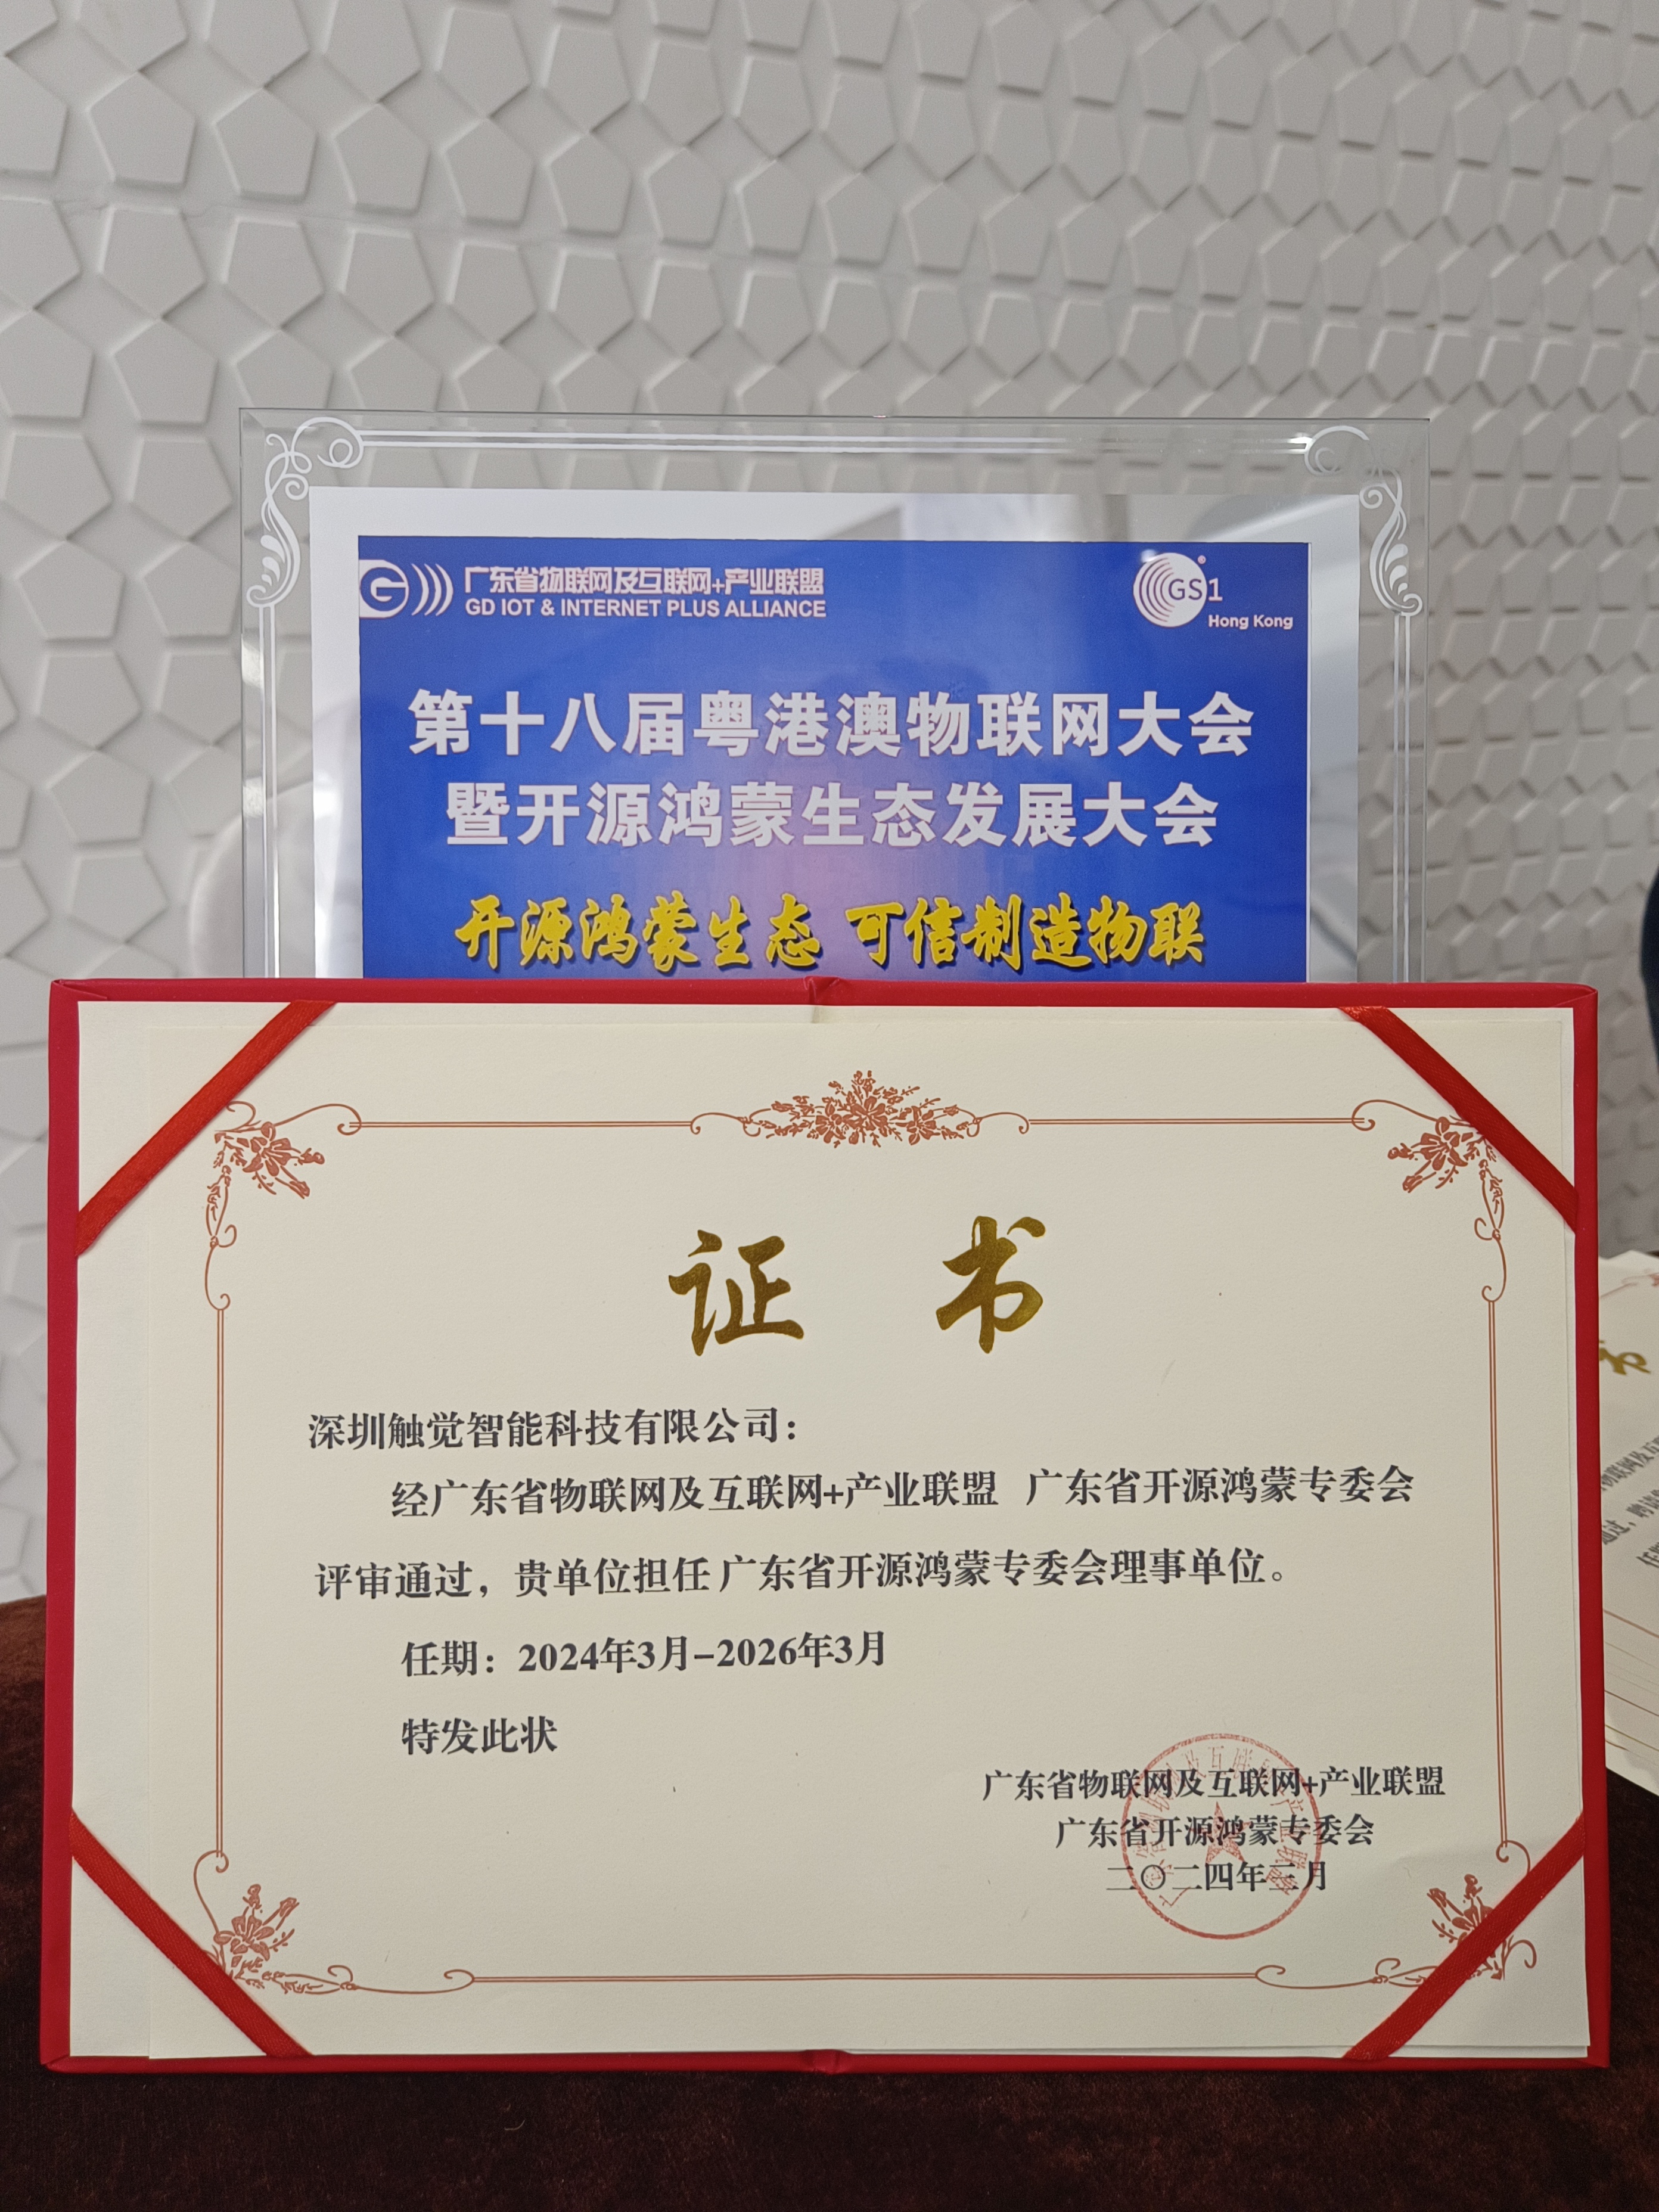 广东省物联网及互联网+产业联盟
GD IOT & INTERNET PLUS ALLIANCE
GS1
Hong Kong
第十八届粤港澳物联网大会
暨开源鸿蒙生态发展大会
开源鸿蒙生态 可信制造物联
证 书
深圳触觉智能科技有限公司：
经广东省物联网及互联网+产业联盟 广东省开源鸿蒙专委会
评审通过，贵单位担任广东省开源鸿蒙专委会理事单位。
任期：2024年3月-2026年3月
特发此状
广东省物联网及互联网+产业联盟
广东省开源鸿蒙专委会
二〇二四年三月